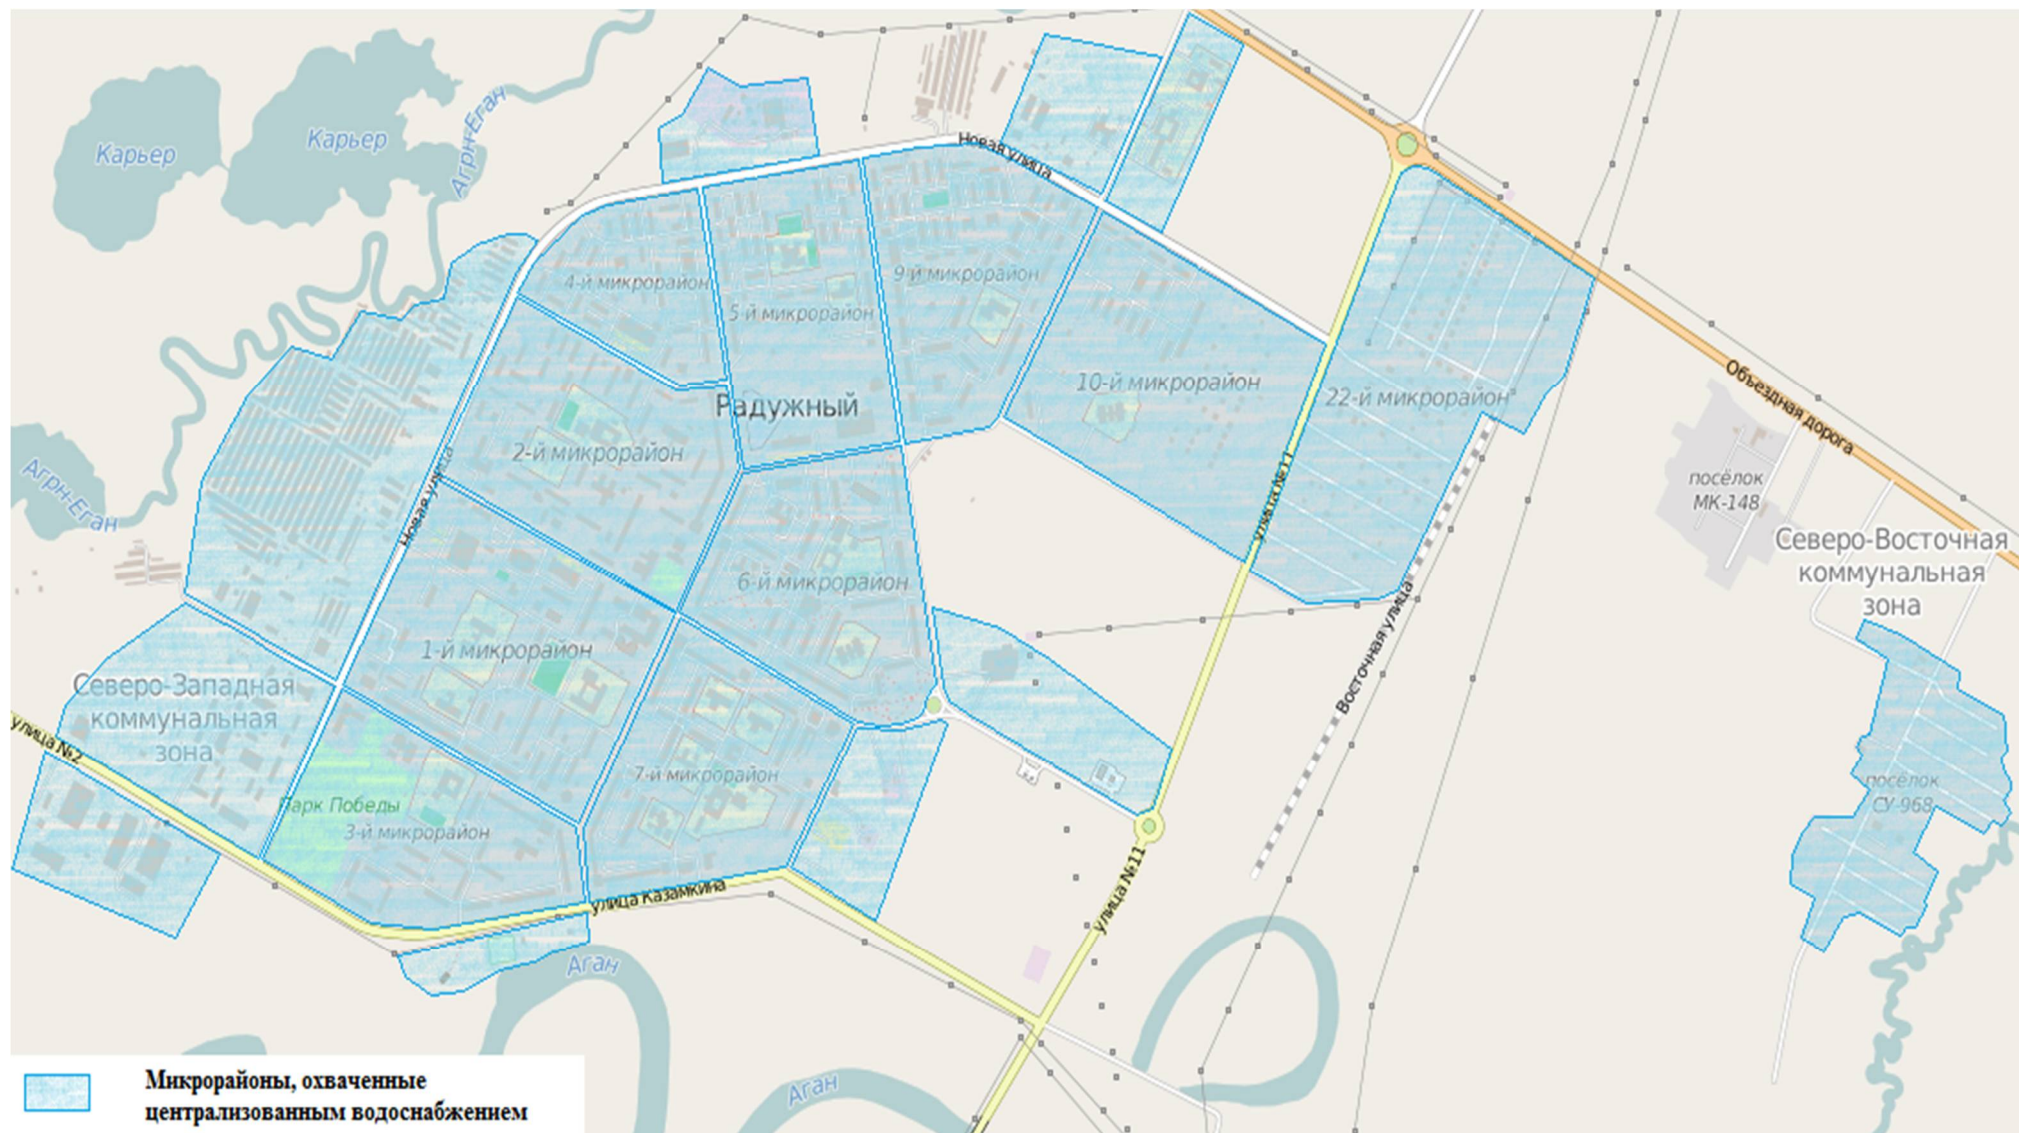 Карьер
Карьер
Агрн-Еган
Новая улица
4-й микрорайон
5-й микрорайон
9-й микрорайон
Радужный
10-й микрорайон
22-й микрорайон
Объездная дорога
2-й микрорайон
Агрн-Еган
Новая улица
улица №11
посёлок
МК-148
Северо-Восточная
коммунальная
зона
6-й микрорайон
1-й микрорайон
Восточная улица
Северо-Западная
коммунальная
зона
улица №2
7-й микрорайон
Парк Победы
3-й микрорайон
посёлок
СУ-968
улица Казамкина
улица №11
Аган
Аган
Микрорайоны, охваченные
централизованным водоснабжением